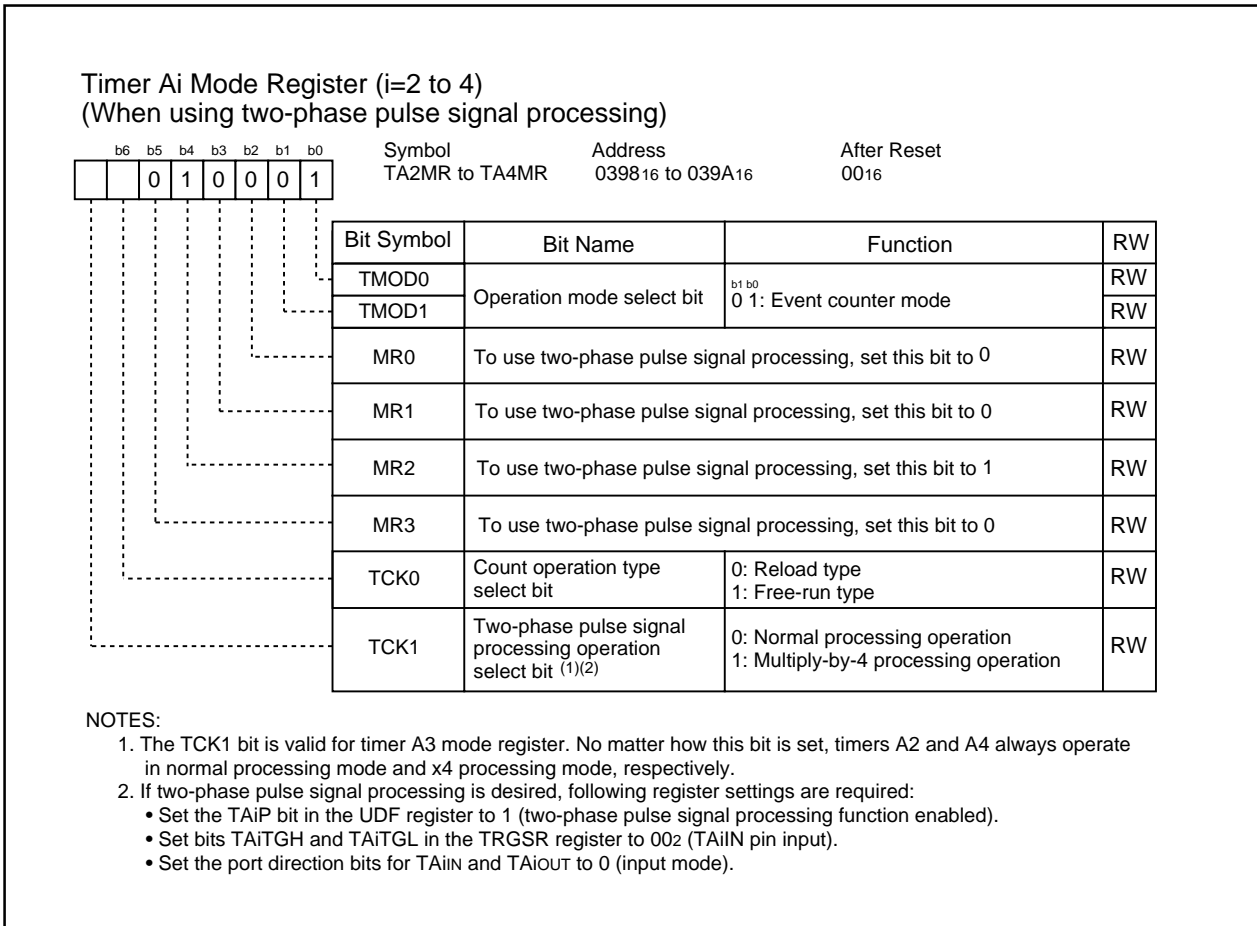 Timer Ai Mode Register (i=2 to 4)
(When using two-phase pulse signal processing)
b6 b5 b4 b3 b2 b1 b0
0 1 0 0 0 1
Symbol Address After Reset
TA2MR to TA4MR 039816 to 039A16 0016
Bit Symbol Bit Name Function RW
TMOD0 RW
Operation mode select bit
b1 b0
0 1: Event counter mode
TMOD1 RW
MR0 To use two-phase pulse signal processing, set this bit to 0 RW
MR1 To use two-phase pulse signal processing, set this bit to 0 RW
MR2 To use two-phase pulse signal processing, set this bit to 1 RW
MR3 To use two-phase pulse signal processing, set this bit to 0 RW
TCK0
Count operation type
select bit
0: Reload type
1: Free-run type
RW
TCK1
Two-phase pulse signal
processing operation
select bit (1)(2)
0: Normal processing operation
1: Multiply-by-4 processing operation
RW
NOTES:
1. The TCK1 bit is valid for timer A3 mode register. No matter how this bit is set, timers A2 and A4 always operate
in normal processing mode and x4 processing mode, respectively.
2. If two-phase pulse signal processing is desired, following register settings are required:
• Set the TAiP bit in the UDF register to 1 (two-phase pulse signal processing function enabled).
• Set bits TAiTGH and TAiTGL in the TRGSR register to 002 (TAiIN pin input).
• Set the port direction bits for TAiIN and TAiOUT to 0 (input mode).